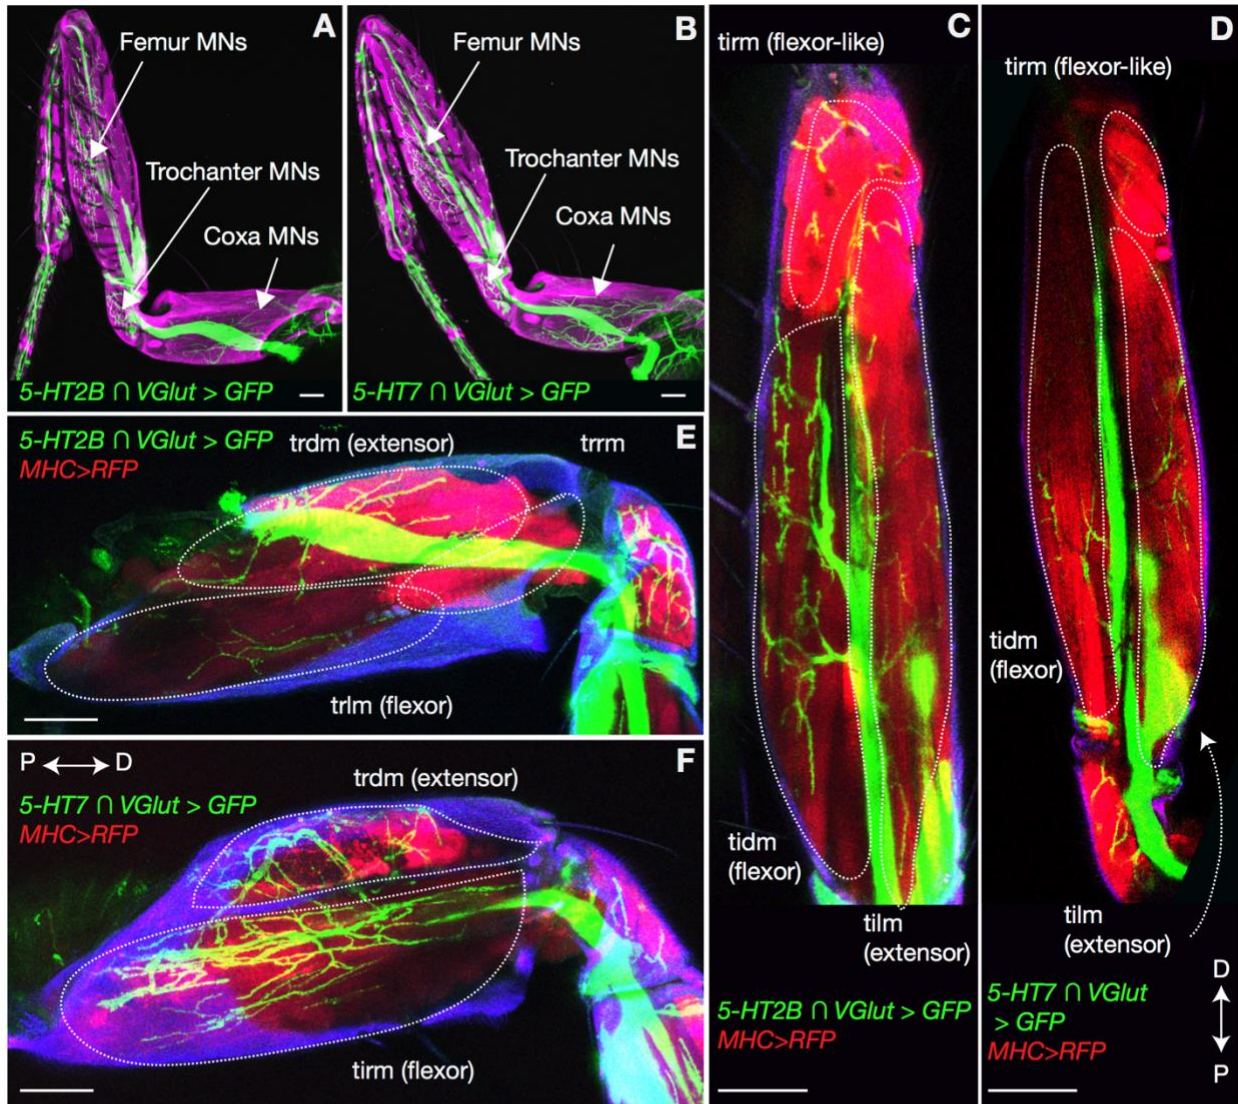 A
Femur MNs
Trochanter MNs
Coxa MNs
5-HT2B ∩ VGlut > GFP
B
Femur MNs
Trochanter MNs
Coxa MNs
5-HT7 ∩ VGlut > GFP
C
tirm (flexor-like)
tidm
(flexor)
tilm
(extensor)
5-HT2B ∩ VGlut > GFP
MHC>RFP
D
tirm (flexor-like)
tidm
(flexor)
tilm
(extensor)
5-HT7 ∩ VGlut
> GFP
MHC>RFP
D
P
5-HT2B ∩ VGlut > GFP
MHC>RFP
trdm (extensor)
trrm
E
trlm (flexor)
P D
5-HT7 ∩ VGlut > GFP
MHC>RFP
trdm (extensor)
F
tirm (flexor)